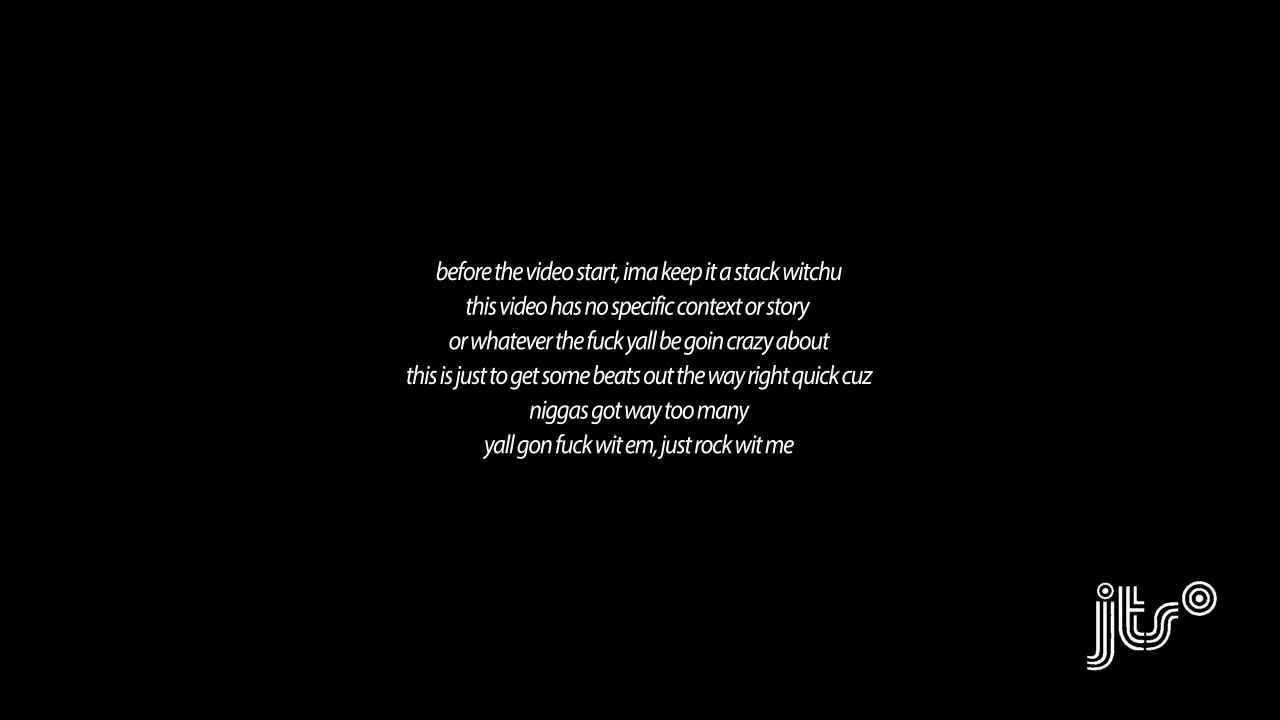 before the video start, ima keep it a stack witchu
this video has no specific context or story
or whatever the fuck yall be goin crazy about
this is just to get some beats out the way right quick cuz
niggas got way too many
yall gon fuck wit em, just rock wit me
jts